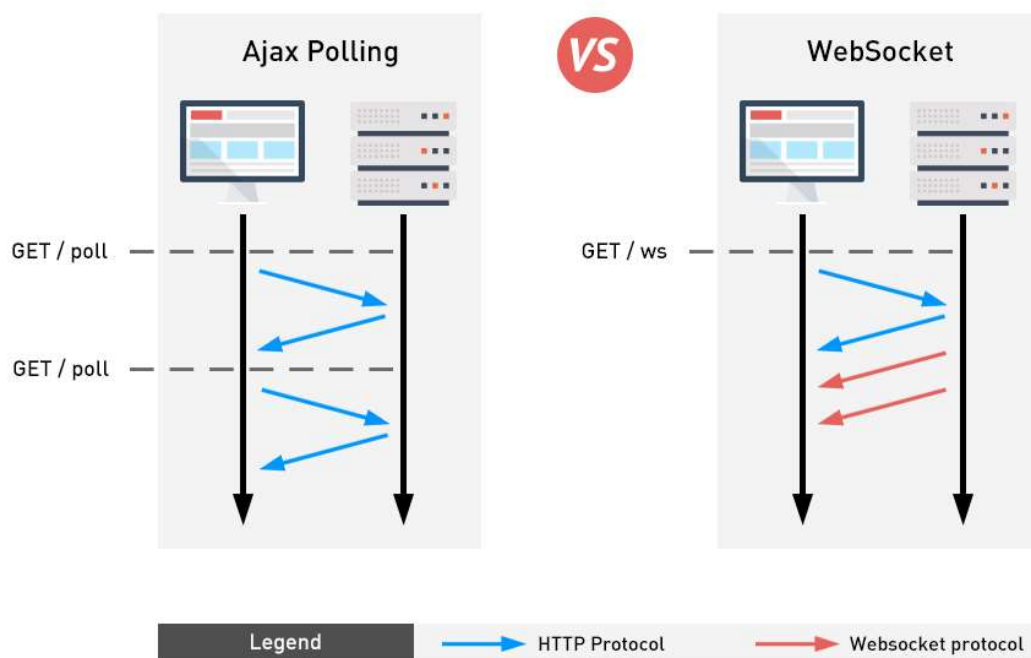 Ajax Polling
VS
WebSocket
GET / poll
GET / ws
GET / poll
Legend
HTTP Protocol
Websocket protocol